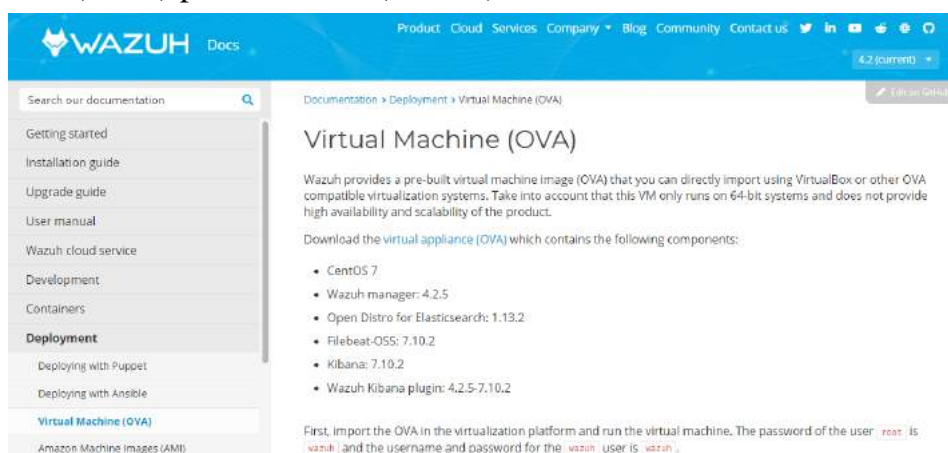 WAZUH Docs
Product Cloud Services Company Blog Community Contact us
4.2 (current)
Search our documentation
Documentation > Deployment > Virtual Machine (OVA)
Edit on GitHub
Getting started
Installation guide
Upgrade guide
User manual
Wazuh cloud service
Development
Containers
Deployment
Deploying with Puppet
Deploying with Ansible
Virtual Machine (OVA)
Amazon Machine Images (AMI)
Virtual Machine (OVA)
Wazuh provides a pre-built virtual machine image (OVA) that you can directly import using VirtualBox or other OVA
compatible virtualization systems. Take into account that this VM only runs on 64-bit systems and does not provide
high availability and scalability of the product.
Download the virtual appliance (OVA) which contains the following components:
• CentOS 7
• Wazuh manager: 4.2.5
• Open Distro for Elasticsearch: 1.13.2
• Filebeat-OSS: 7.10.2
• Kibana: 7.10.2
• Wazuh Kibana plugin: 4.2.5-7.10.2
First, import the OVA in the virtualization platform and run the virtual machine. The password of the user root is
wazuh and the username and password for the wazuh user is wazuh.